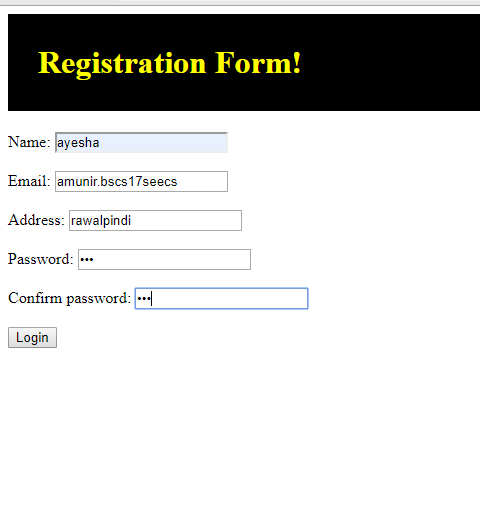 Registration Form!
Name: ayesha
Email: amunir.bscs17seecs
Address: rawalpindi
Password: •••
Confirm password: •••
Login